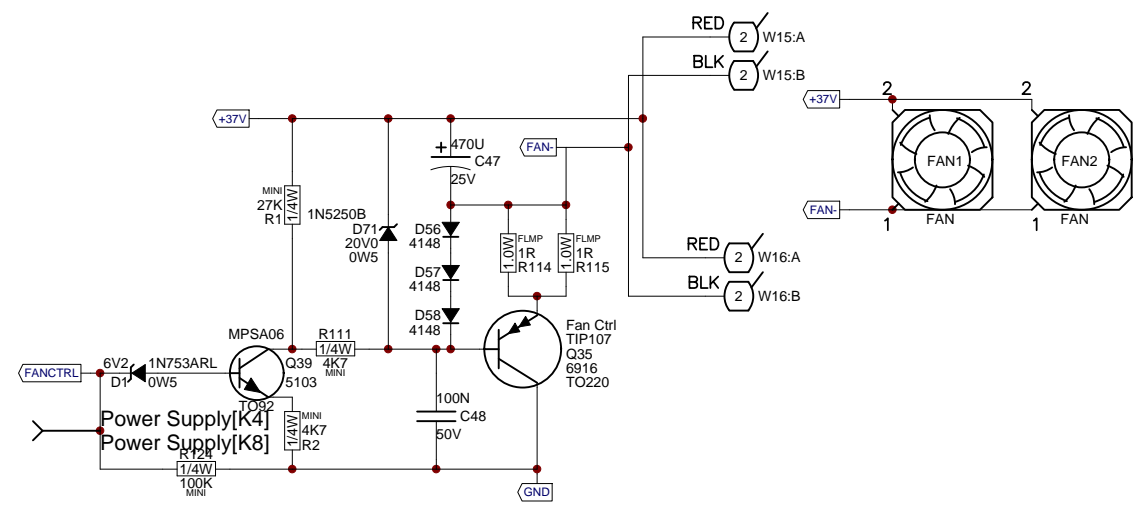 RED
2
W15:A
BLK
2
W15:B
+37V
FAN-
+
470U
C47
25V
MINI
27K
R1
1/4W
1N5250B
D71
20V0
0W5
D56
4148
D57
4148
D58
4148
1.0W
FLMP
1R
R114
1.0W
FLMP
1R
R115
RED
2
W16:A
BLK
2
W16:B
MPSA06
Q39
5103
TO92
R111
1/4W
4K7
MINI
Fan Ctrl
TIP107
Q35
6916
TO220
FANCTRL
6V2
D1
1N753ARL
0W5
Power Supply[K4]
Power Supply[K8]
1/4W
MINI
4K7
R2
100N
C48
50V
R124
1/4W
100K
MINI
GND
+37V
2
2
FAN1
FAN2
FAN-
1
FAN
1
FAN